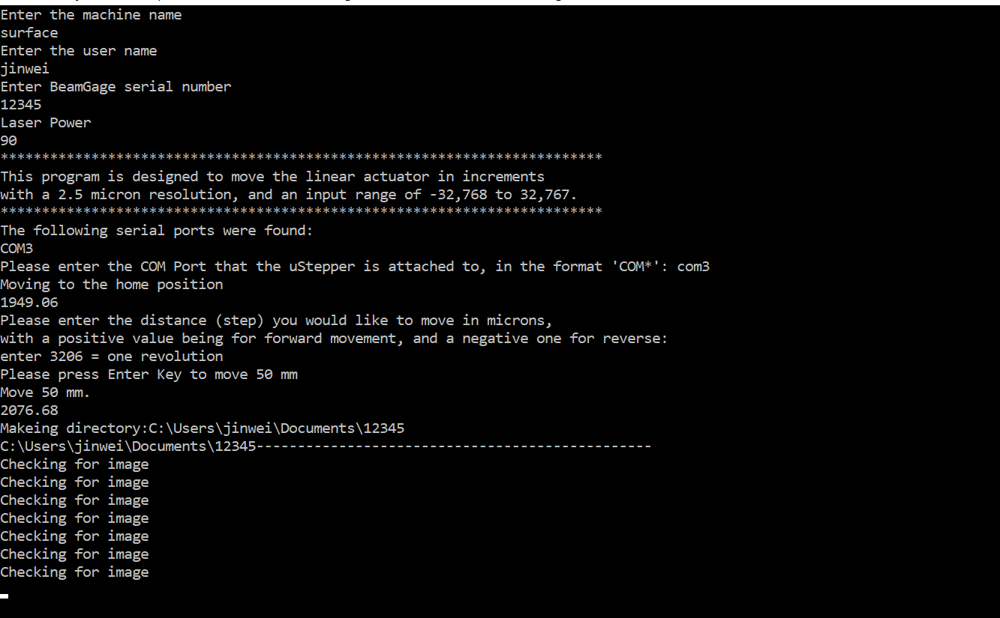 Enter the machine name
surface
Enter the user name
jinwei
Enter BeamGage serial number
12345
Laser Power
90
*************************************************************************
This program is designed to move the linear actuator in increments
with a 2.5 micron resolution, and an input range of -32,768 to 32,767.
*************************************************************************
The following serial ports were found:
COM3
Please enter the COM Port that the uStepper is attached to, in the format 'COM*': com3
Moving to the home position
1949.06
Please enter the distance (step) you would like to move in microns,
with a positive value being for forward movement, and a negative one for reverse:
enter 3206 = one revolution
Please press Enter Key to move 50 mm
Move 50 mm.
2076.68
Makeing directory:C:\Users\jinwei\Documents\12345
C:\Users\jinwei\Documents\12345------------------------------------------------
Checking for image
Checking for image
Checking for image
Checking for image
Checking for image
Checking for image
Checking for image